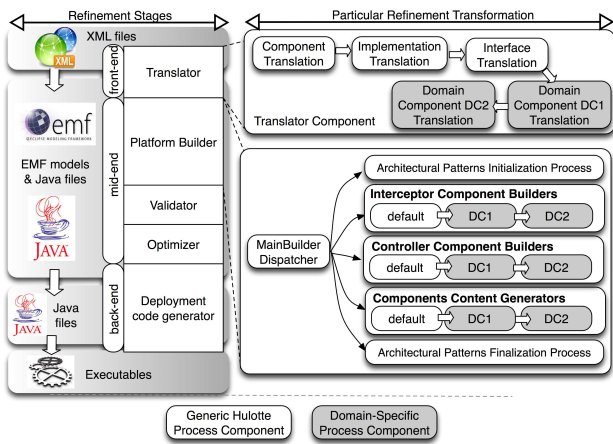 Refinement Stages
Particular Refinement Transformation
XML files
XML
front-end
Translator
Component
Translation
Implementation
Translation
Interface
Translation
Domain
Component DC2
Translation
Domain
Component DC1
Translation
Translator Component
emf
ECLIPSE MODELING FRAMEWORK
EMF models
& Java files
JAVA
mid-end
Platform Builder
Validator
Optimizer
MainBuilder
Dispatcher
Architectural Patterns Initialization Process
Interceptor Component Builders
default
DC1
DC2
Controller Component Builders
default
DC1
DC2
Components Content Generators
default
DC1
DC2
Architectural Patterns Finalization Process
Java
files
JAVA
back-end
Deployment
code generator
Executables
Generic Hulotte
Process Component
Domain-Specific
Process Component